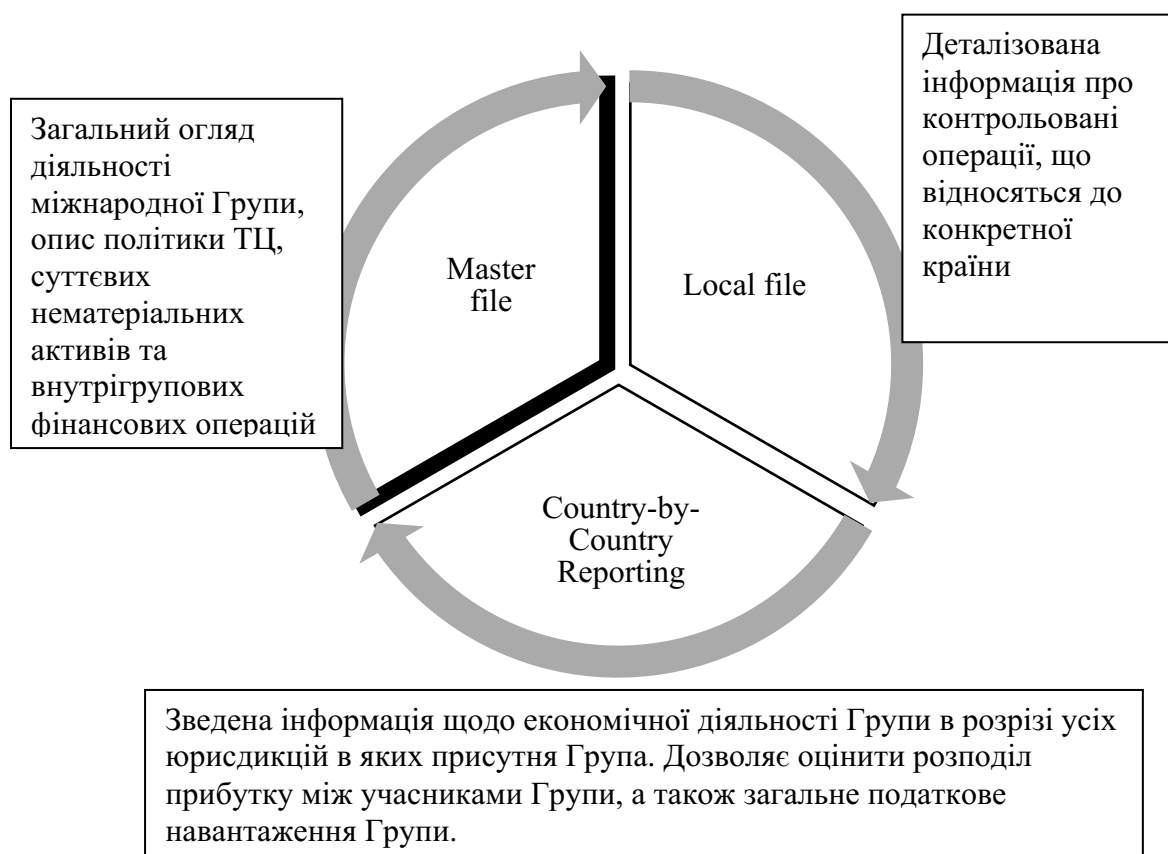 Загальний огляд
діяльності
міжнародної Групи,
опис політики ТЦ,
суттєвих
нематеріальних
активів та
внутрігрупових
фінансових операцій
Master
file
Local file
Деталізована
інформація про
контрольовані
операції, що
відносяться до
конкретної
країни
Country-by-
Country
Reporting
Зведена інформація щодо економічної діяльності Групи в розрізі усіх
юрисдикцій в яких присутня Група. Дозволяє оцінити розподіл
прибутку між учасниками Групи, а також загальне податкове
навантаження Групи.